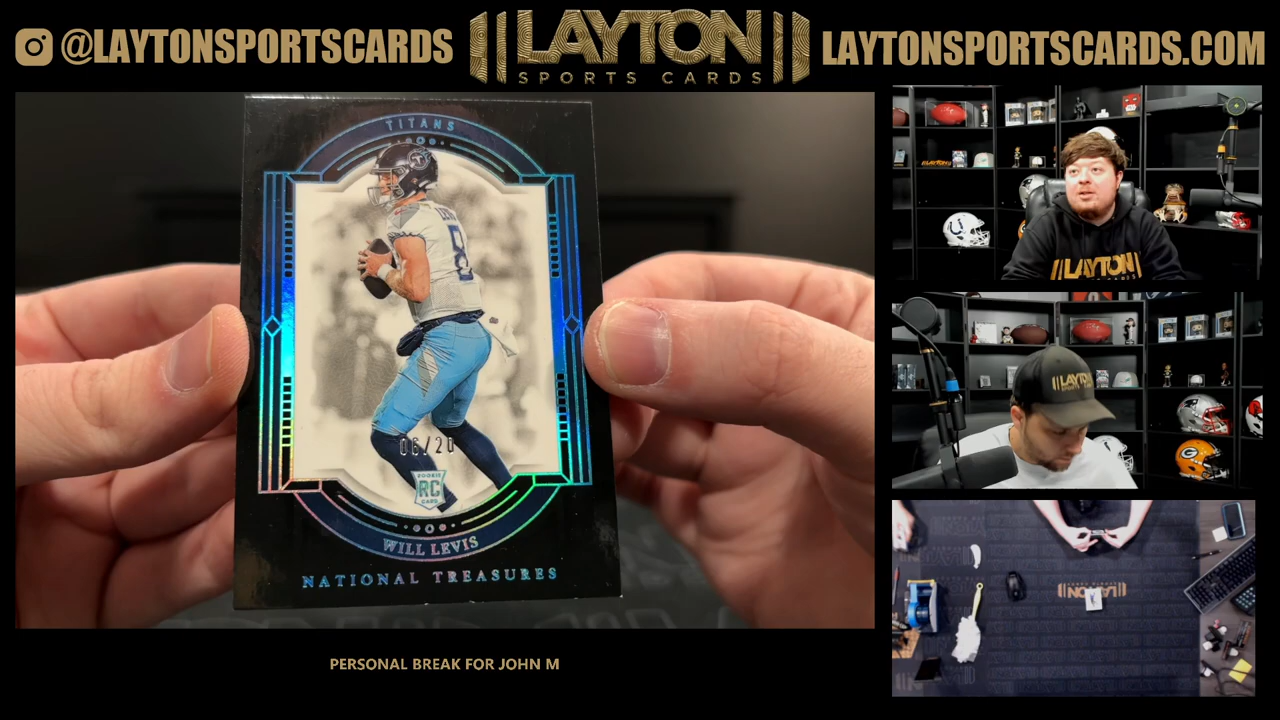 @LAYTONSPORTSCARDS
LAYTON
SPORTS CARDS
LAYTONSPORTSCARDS.COM
TITANS
8
06/20
ROOKIE
RC
CARD
WILL LEVIS
NATIONAL TREASURES
PERSONAL BREAK FOR JOHN M
LAYTON
LAYTON
LAYTON